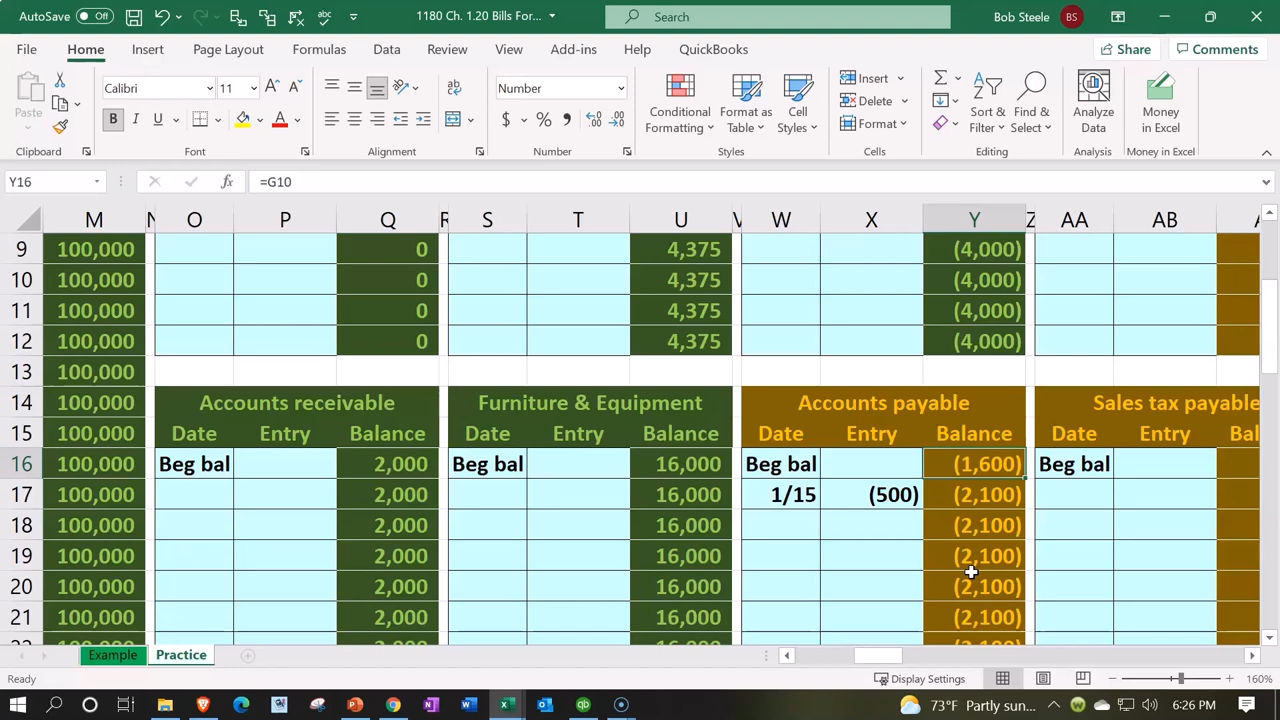 AutoSave Off 1180 Ch. 1.20 Bills For... Search Bob Steele BS
File Home Insert Page Layout Formulas Data Review View Add-ins Help QuickBooks Share Comments
Paste Calibri 11 Number Conditional Formatting Format as Table Cell Styles Insert Delete Format Sort & Filter Find & Select Analyze Data Money in Excel
Clipboard Font Alignment Number Styles Cells Editing Analysis Money in Excel
Y16 fx =G10
M N O P Q R S T U V W X Y Z AA AB
9 100,000 0 4,375 (4,000)
10 100,000 0 4,375 (4,000)
11 100,000 0 4,375 (4,000)
12 100,000 0 4,375 (4,000)
13 100,000
14 100,000 Accounts receivable Furniture & Equipment Accounts payable Sales tax payable
15 100,000 Date Entry Balance Date Entry Balance Date Entry Balance Date Entry Bal
16 100,000 Beg bal 2,000 Beg bal 16,000 Beg bal (1,600) Beg bal
17 100,000 2,000 16,000 1/15 (500) (2,100)
18 100,000 2,000 16,000 (2,100)
19 100,000 2,000 16,000 (2,100)
20 100,000 2,000 16,000 (2,100)
21 100,000 2,000 16,000 (2,100)
Example Practice
Ready Display Settings 160%
73°F Partly sun... 6:26 PM